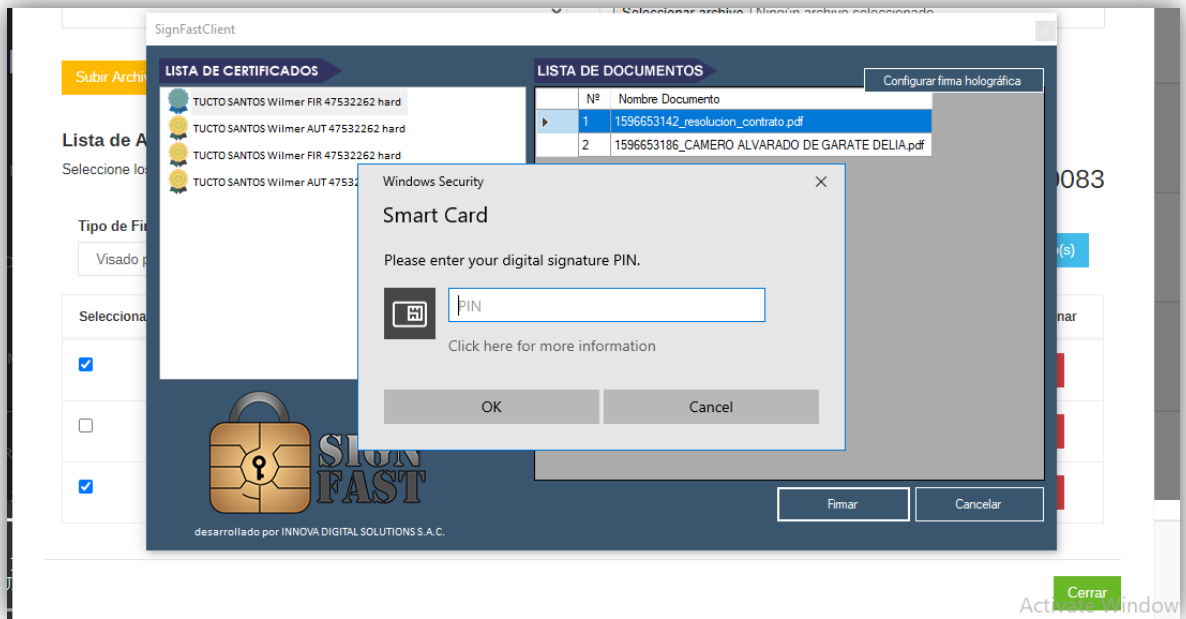 Seleccionar archivo Ningún archivo seleccionado
SignFastClient
x
Subir Archi
LISTA DE CERTIFICADOS
TUCTO SANTOS Wilmer FIR 47532262 hard
TUCTO SANTOS Wilmer AUT 47532262 hard
TUCTO SANTOS Wilmer FIR 47532262 hard
TUCTO SANTOS Wilmer AUT 4753
LISTA DE DOCUMENTOS
Configurar firma holográfica
Nº Nombre Documento
1 1596653142_resolucion_contrato.pdf
2 1596653186_CAMERO ALVARADO DE GARATE DELIA.pdf
Lista de A
Seleccione lo
0083
Tipo de Fi
Visado p
o(s)
Selecciona
nar
Windows Security
Smart Card
Please enter your digital signature PIN.
PIN
Click here for more information
OK
Cancel
SIGN
FAST
desarrollado por INNOVA DIGITAL SOLUTIONS S.A.C.
Firmar
Cancelar
Cerrar
Activate Window